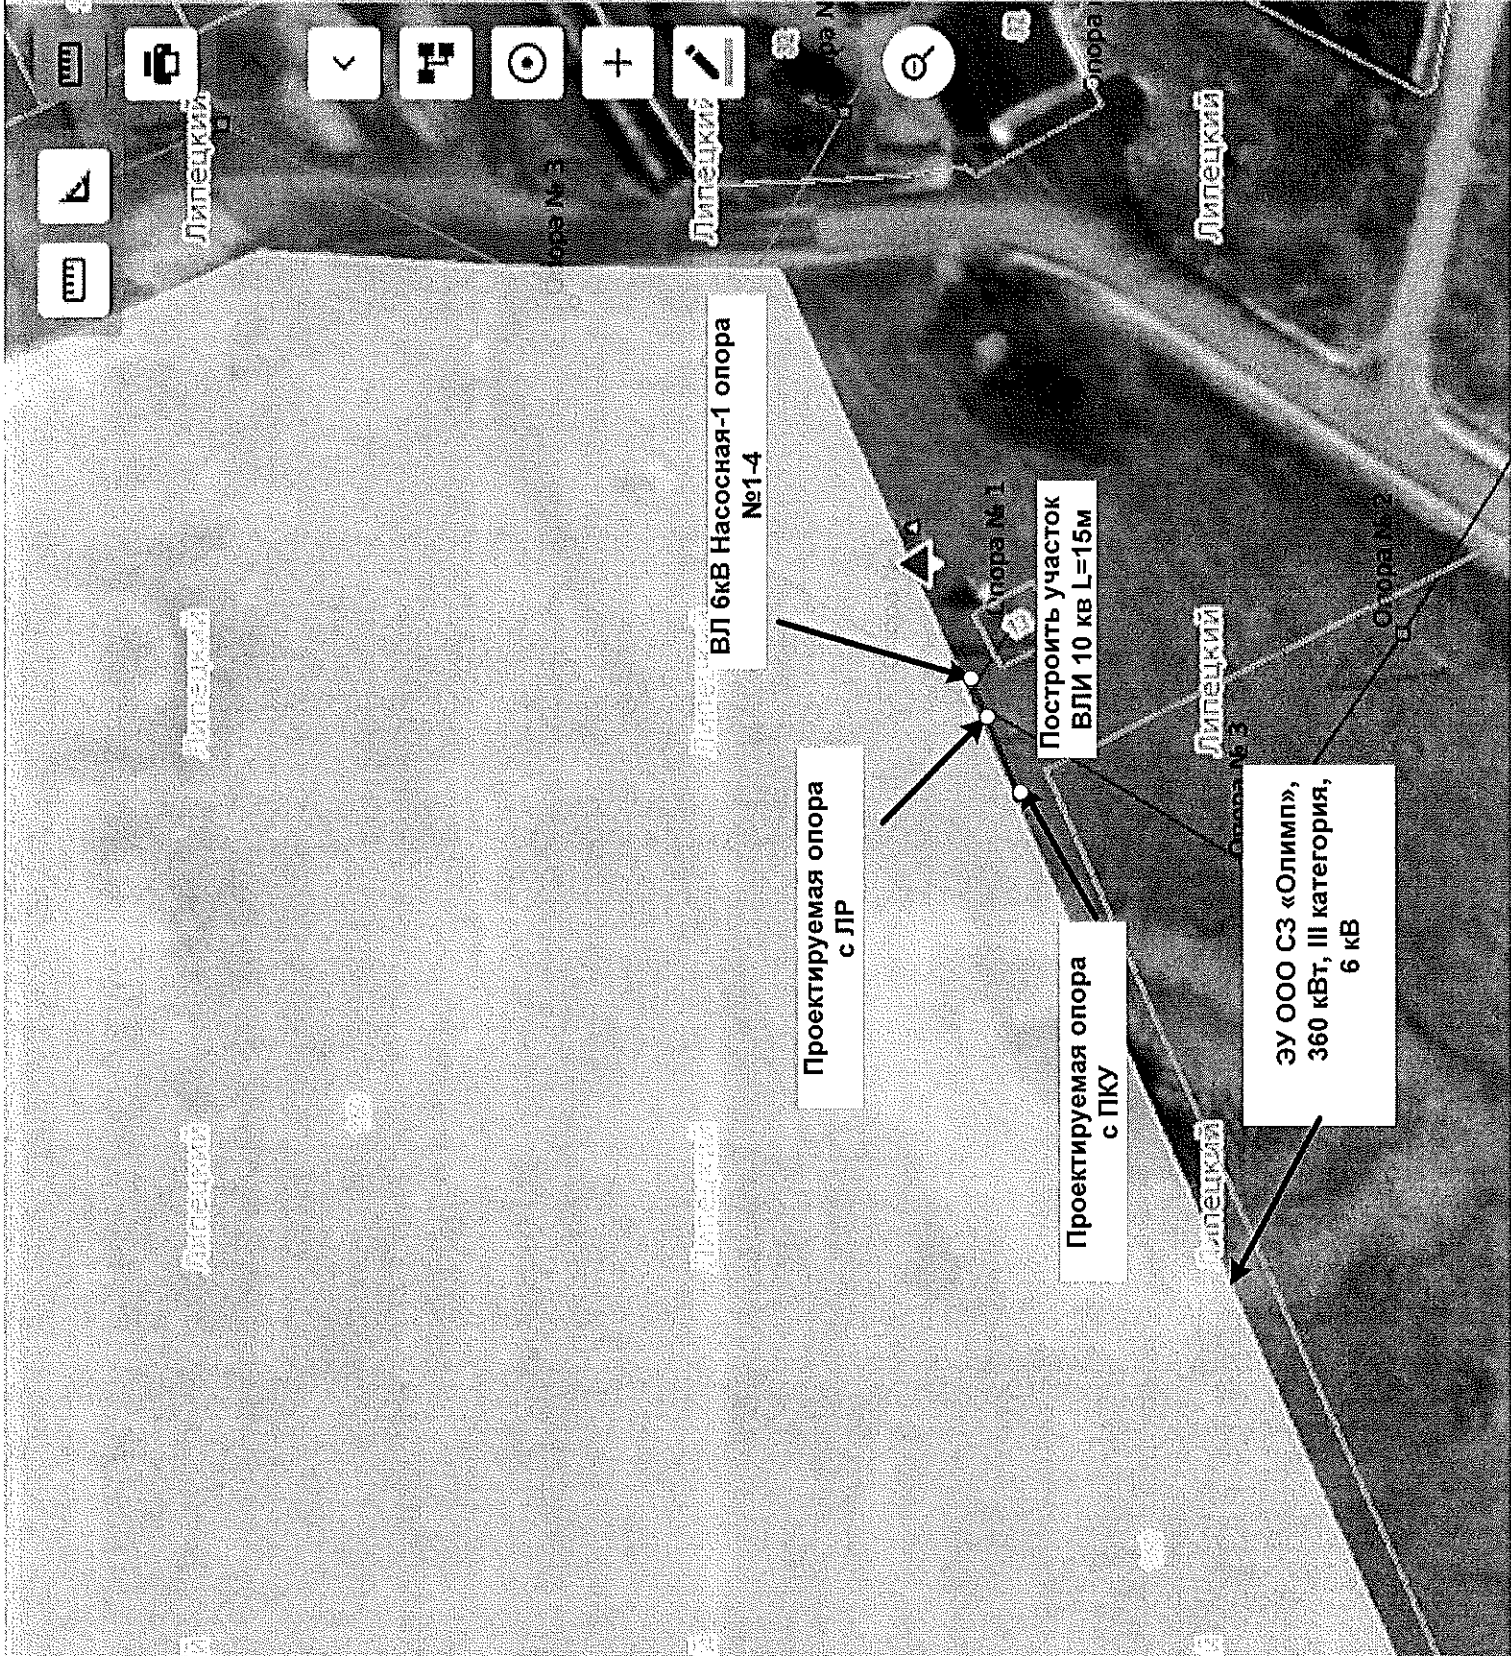 ВЛ 6кВ Насосная-1 опора
№1-4
Проектируемая опора
с ЛР
Построить участок
ВЛИ 10 кв L=15м
Проектируемая опора
с ПКУ
ЭУ ООО СЗ «Олимп»,
360 кВт, III категория,
6 кВ
Опора № 2
Опора № 3
опора № 1
Липецкий
Липецкий
Липецкий
Липецкий
Липецкий
Липецкий